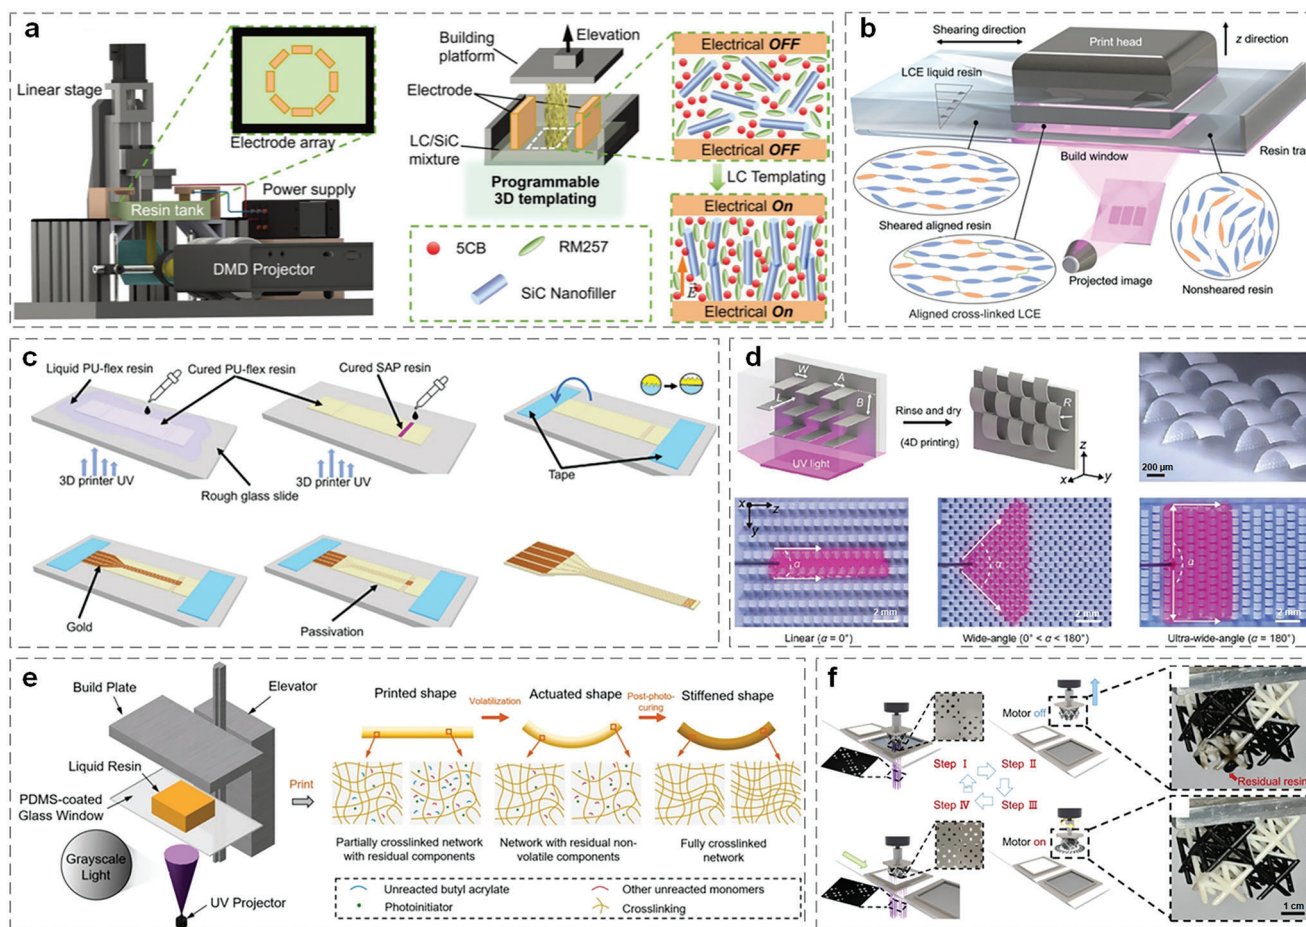 a
Linear stage
Electrode array
Power supply
Resin tank
DMD Projector
Building
platform
Elevation
Electrode
LC/SiC
mixture
Programmable
3D templating
5CB
RM257
SiC Nanofiller
Electrical OFF
Electrical OFF
LC Templating
Electrical On
E
Electrical On
b
Shearing direction
Print head
z direction
LCE liquid resin
Build window
Resin tra
Sheared aligned resin
Projected image
Nonsheared resin
Aligned cross-linked LCE
c
Liquid PU-flex resin
Cured PU-flex resin
Cured SAP resin
3D printer UV
Rough glass slide
3D printer UV
Tape
Gold
Passivation
d
W
A
L
B
UV light
Rinse and dry
(4D printing)
R
z
x
y
200 µm
x
z
y
α
2 mm
α
2 mm
α
2 mm
Linear (α = 0°)
Wide-angle (0° < α < 180°)
Ultra-wide-angle (α = 180°)
e
Build Plate
Elevator
Liquid Resin
PDMS-coated
Glass Window
Grayscale
Light
UV Projector
Print
Printed shape
Volatilization
Actuated shape
Post-photo-
curing
Stiffened shape
Partially crosslinked network
with residual components
Network with residual non-
volatile components
Fully crosslinked
network
Unreacted butyl acrylate
Other unreacted monomers
Photoinitiator
Crosslinking
f
Motor off
Step I
Step II
Step IV
Step III
Motor on
Residual resin
1 cm